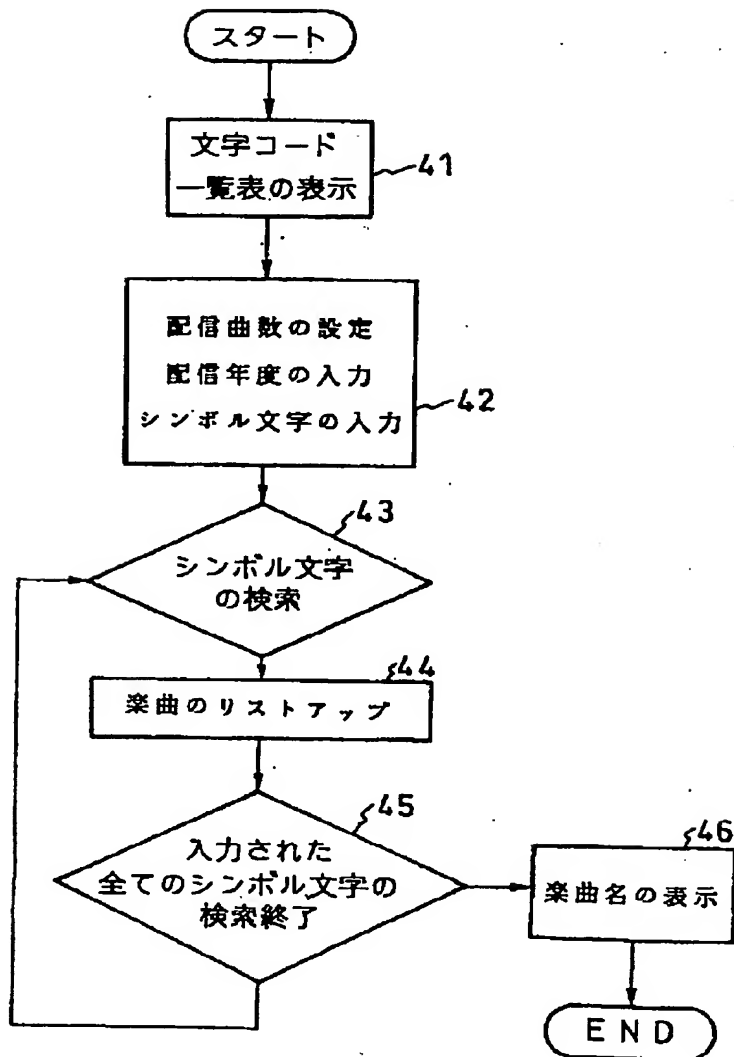 スタート
文字コード
一覧表の表示
41
配信曲数の設定
配信年度の入力
シンボル文字の入力
42
43
シンボル文字
の検索
44
楽曲のリストアップ
45
入力された
全てのシンボル文字の
検索終了
46
楽曲名の表示
END